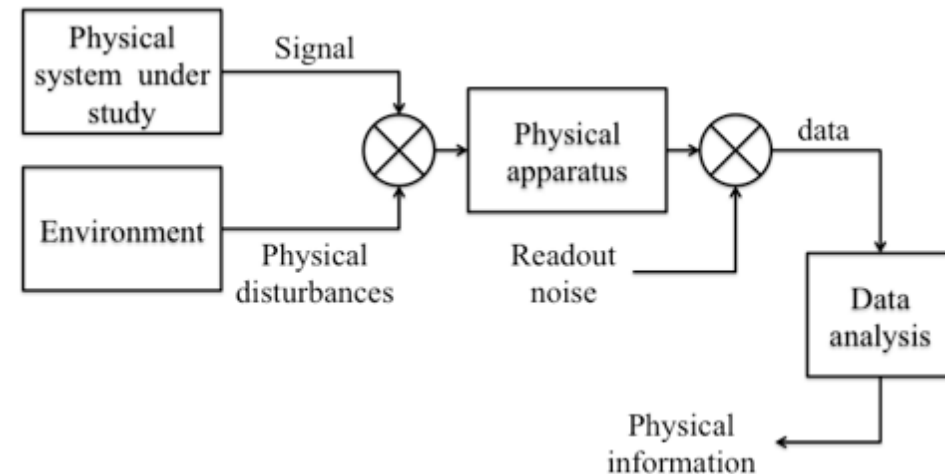 Physical
system under
study
Signal
Environment
Physical
disturbances
Physical
apparatus
Readout
noise
data
Data
analysis
Physical
information